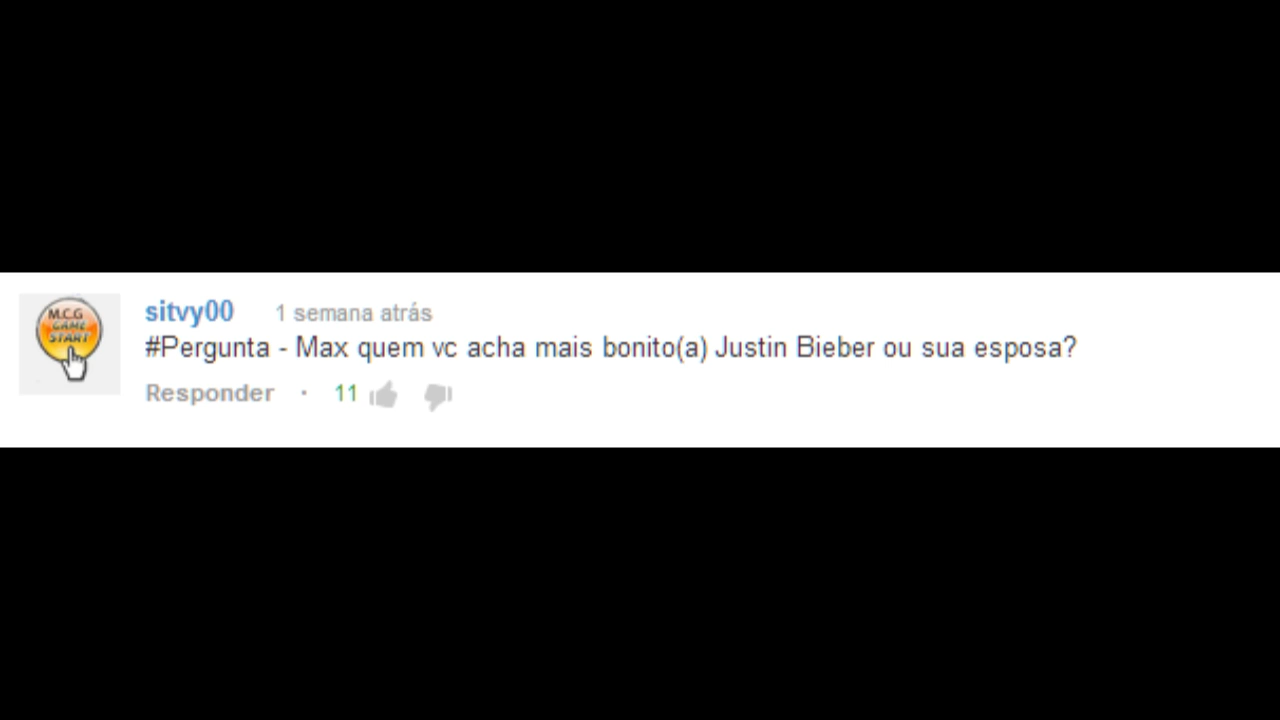 M.C.G
GAME
START
sitvy00 1 semana atrás
#Pergunta - Max quem vc acha mais bonito(a) Justin Bieber ou sua esposa?
Responder · 11